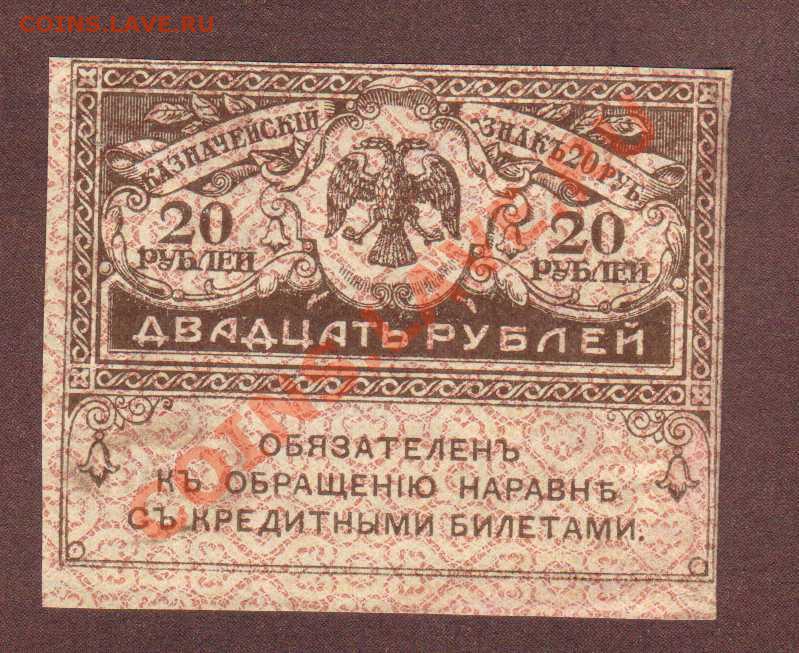 COINS.LAVE.RU
КАЗНАЧЕЙСКІЙ ЗНАКЪ 20 РУБ.
20 РУБЛЕЙ 20 РУБЛЕЙ
ДВАДЦАТЬ РУБЛЕЙ
ОБЯЗАТЕЛЕНЪ
КЪ ОБРАЩЕНІЮ НАРАВНѢ
СЪ КРЕДИТНЫМИ БИЛЕТАМИ.
COINS.LAVE.RU